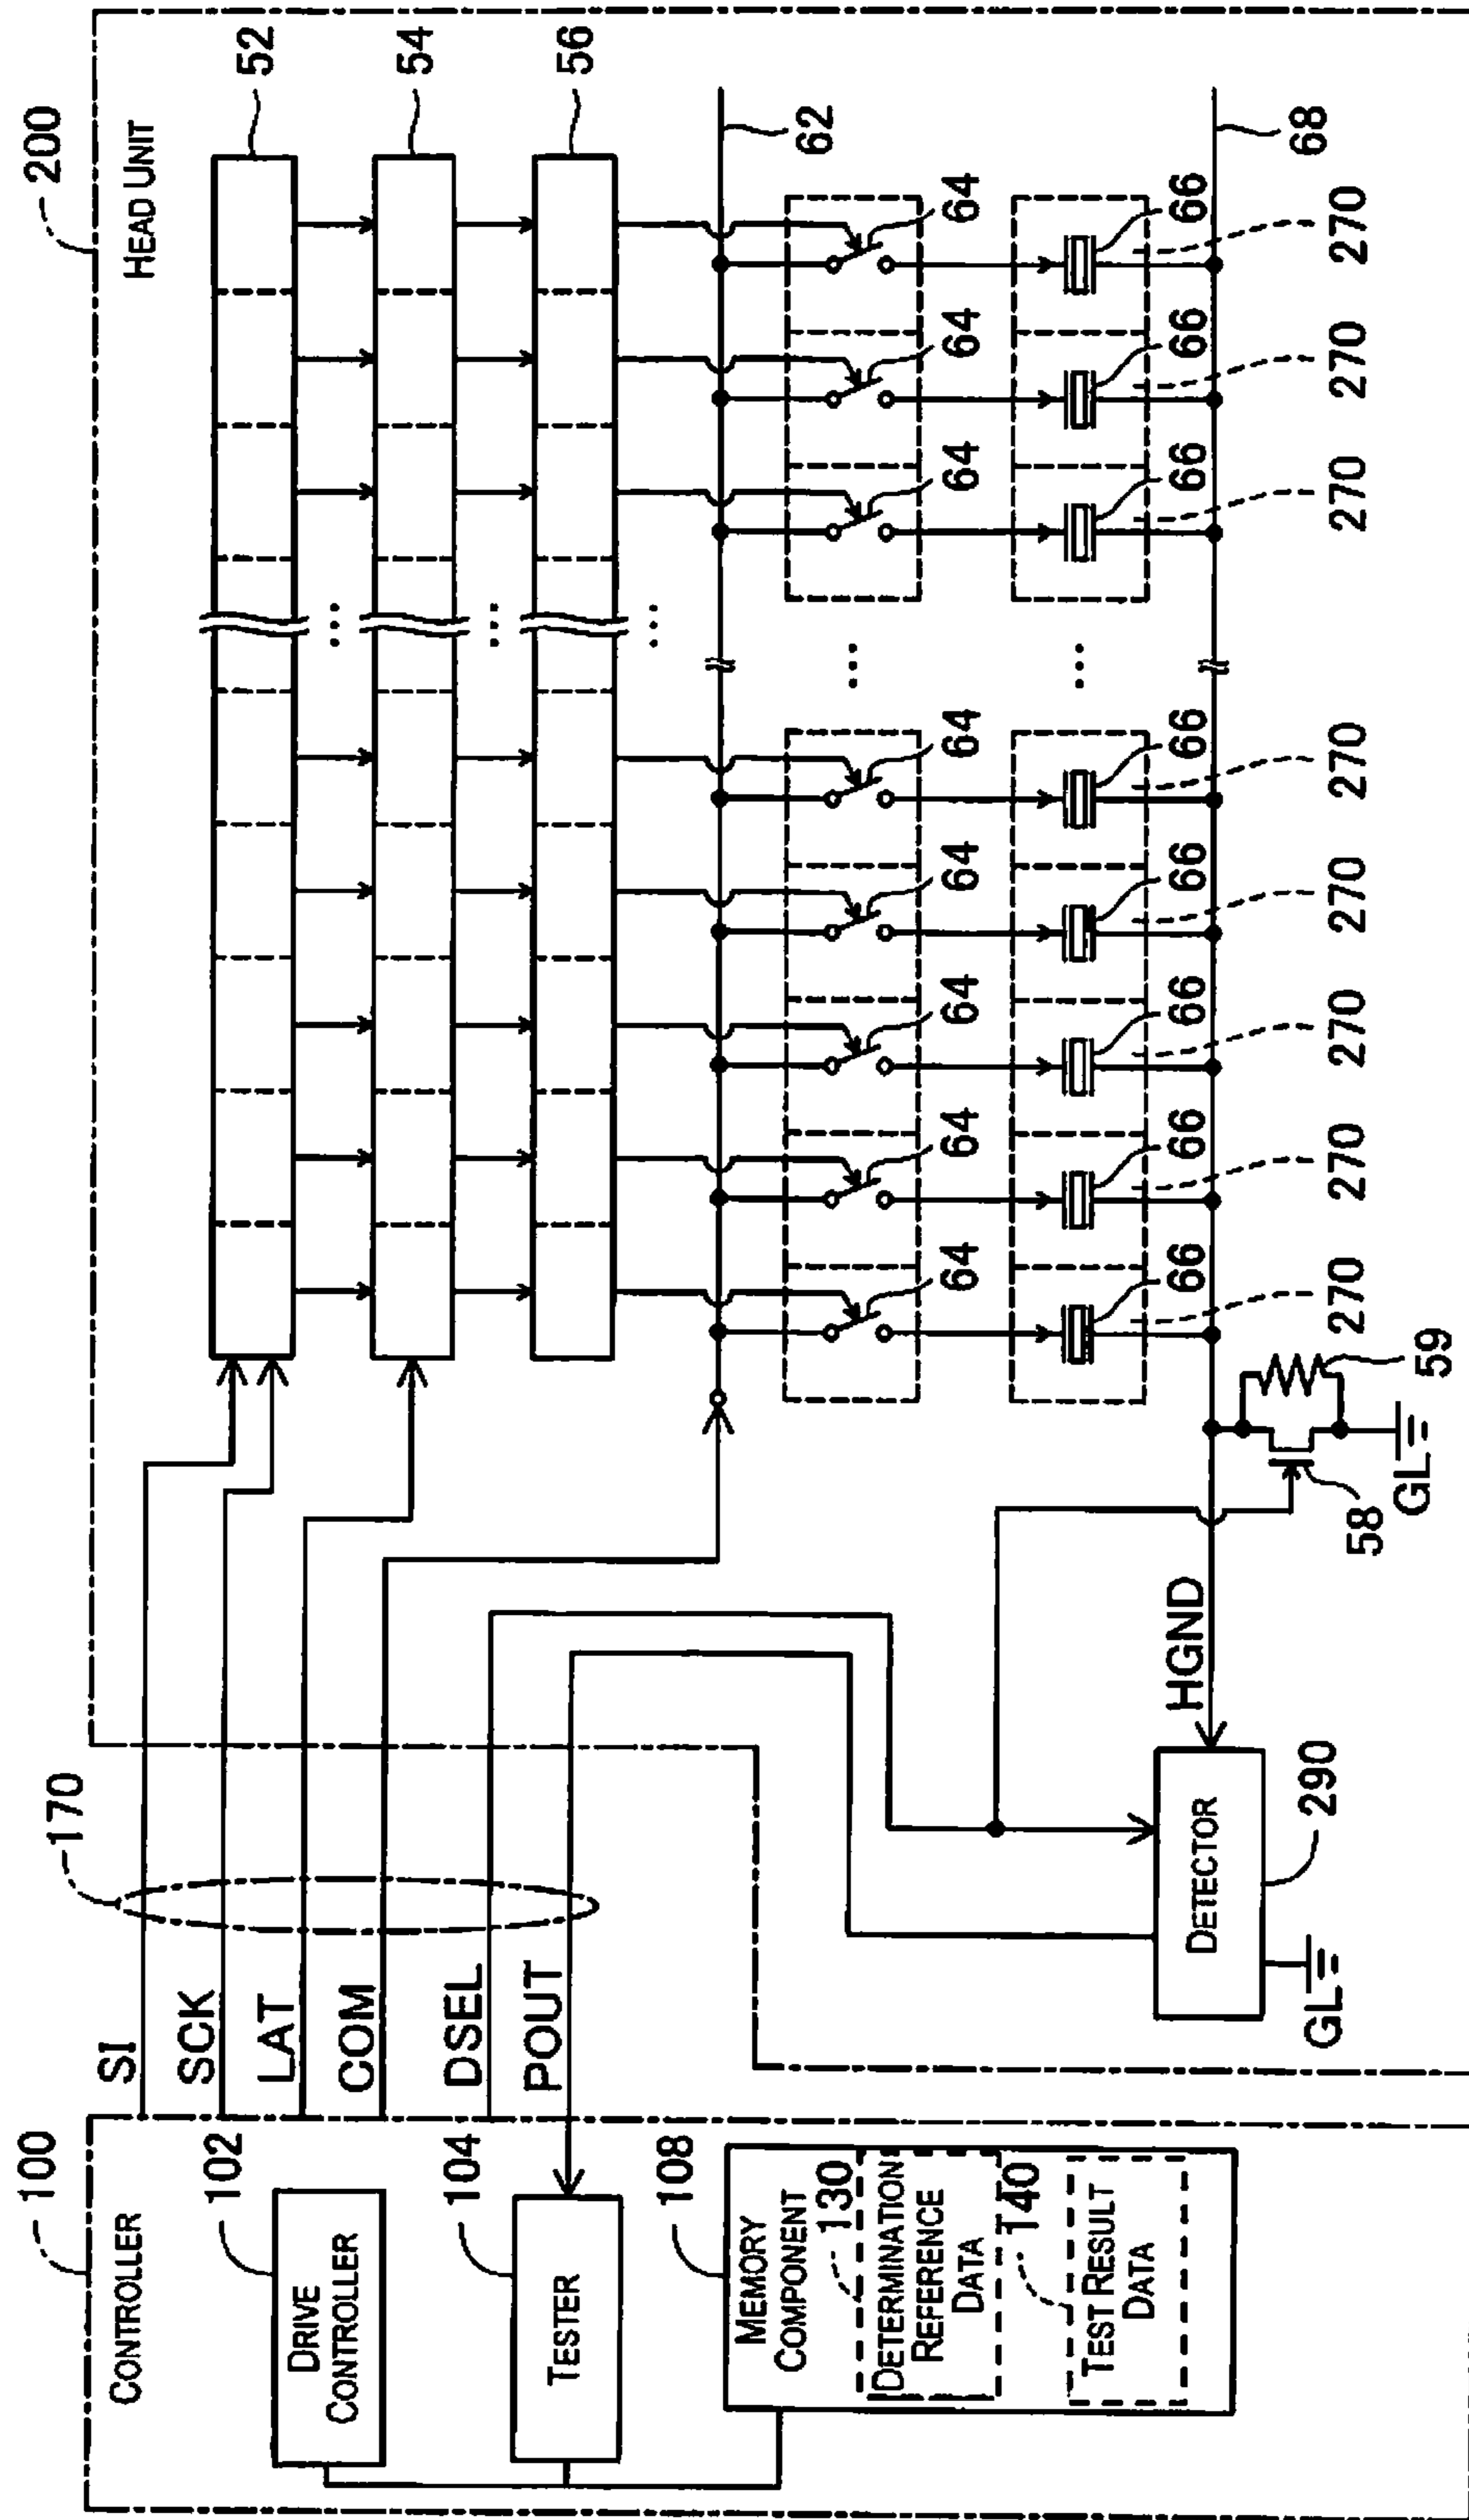 100
CONTROLLER
102
DRIVE
CONTROLLER
104
TESTER
108
MEMORY
COMPONENT
130
DETERMINATION
REFERENCE
DATA
140
TEST RESULT
DATA
170
SI
SCK
LAT
COM
DSEL
POUT
200
HEAD UNIT
52
54
56
62
64
64
64
64
64
...
64
64
64
66
66
66
66
66
...
66
66
66
68
270
270
270
270
270
270
270
270
HGND
DETECTOR
290
GL
58
59
GL
...
...
...